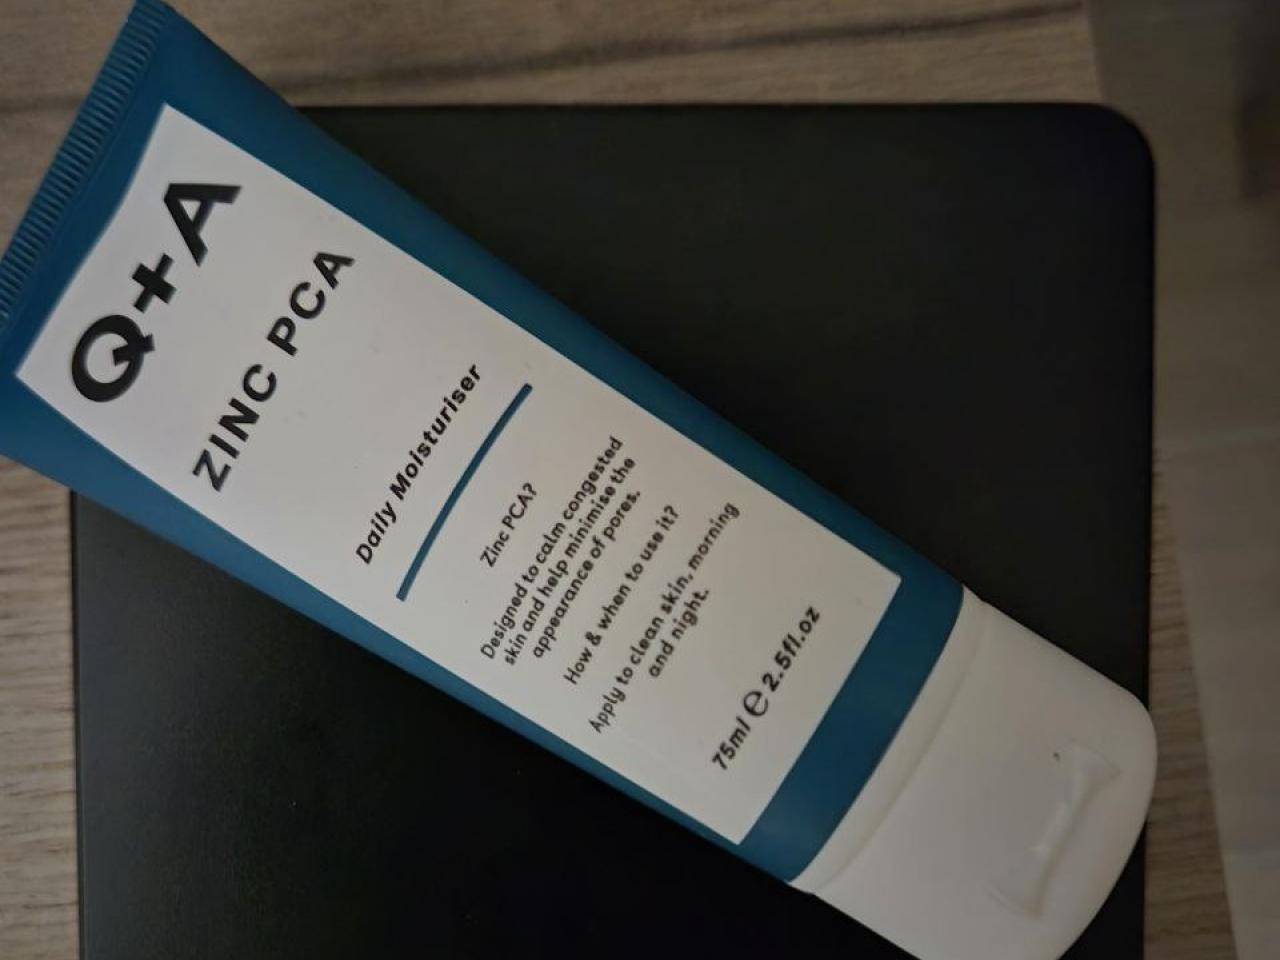 Q+A
ZINC PCA
Daily Moisturiser
Zinc PCA?
Designed to calm congested
skin and help minimise the
appearance of pores.
How & when to use it?
Apply to clean skin, morning
and night.
75ml ℮ 2.5fl.oz